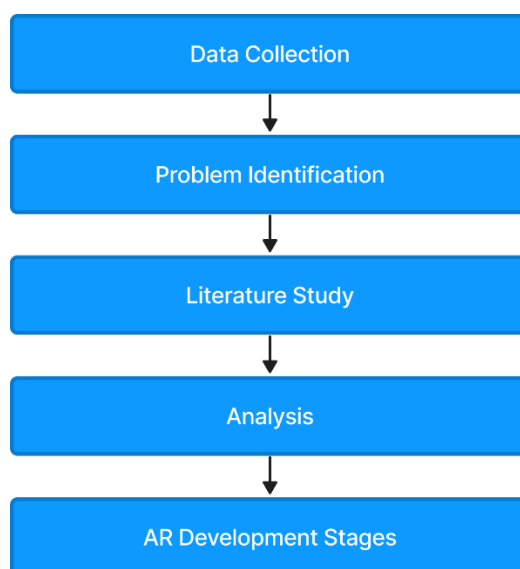 Data Collection
Problem Identification
Literature Study
Analysis
AR Development Stages